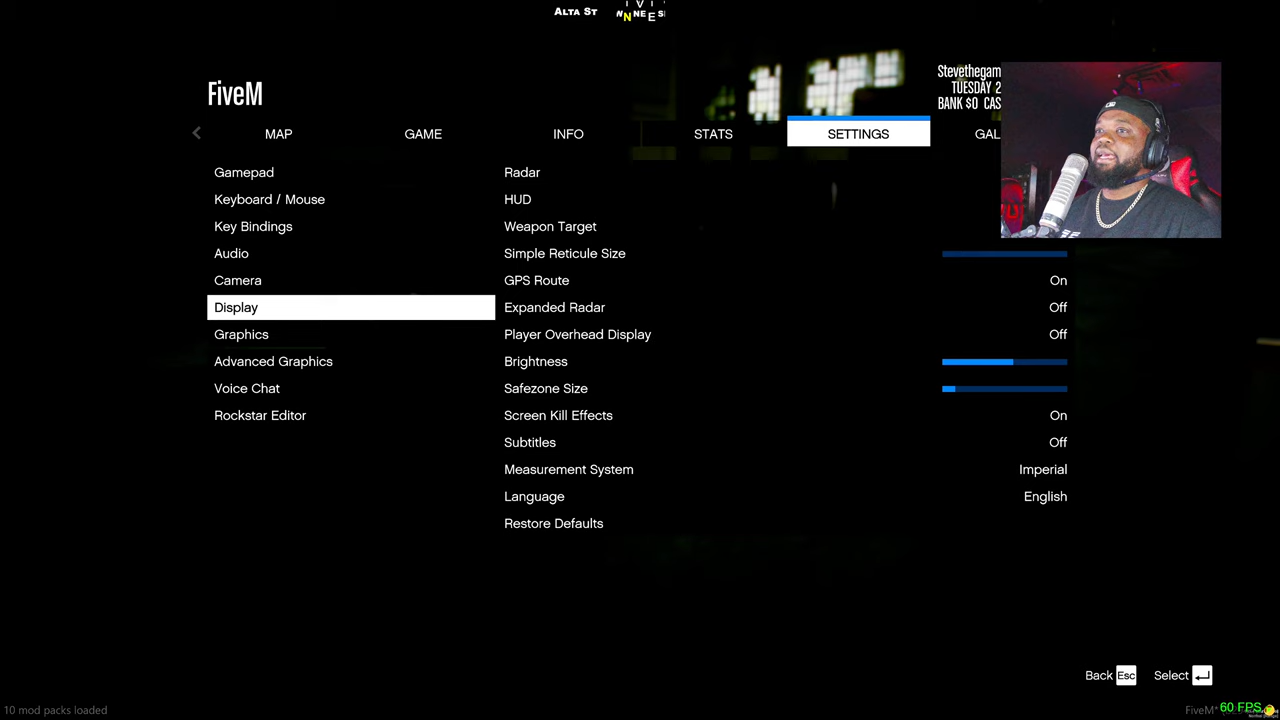 ALTA ST
FiveM
Stevethegam
TUESDAY 2
BANK $0 CAS
MAP
GAME
INFO
STATS
SETTINGS
GAL
Gamepad
Keyboard / Mouse
Key Bindings
Audio
Camera
Display
Graphics
Advanced Graphics
Voice Chat
Rockstar Editor
Radar
HUD
Weapon Target
Simple Reticule Size
GPS Route On
Expanded Radar Off
Player Overhead Display Off
Brightness
Safezone Size
Screen Kill Effects On
Subtitles Off
Measurement System Imperial
Language English
Restore Defaults
Back Esc Select
10 mod packs loaded
FiveM* 60 FPS